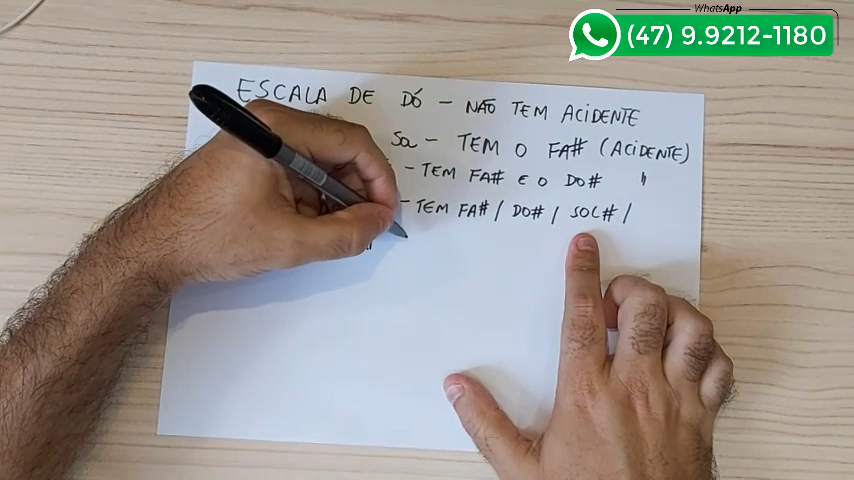 WhatsApp
(47) 9.9212-1180
ESCALA DE DÓ - NÃO TEM ACIDENTE
SOL - TEM O FA# (ACIDENTE)
- TEM FA# E O DO# "
- TEM FA# / DO# / SOL# /